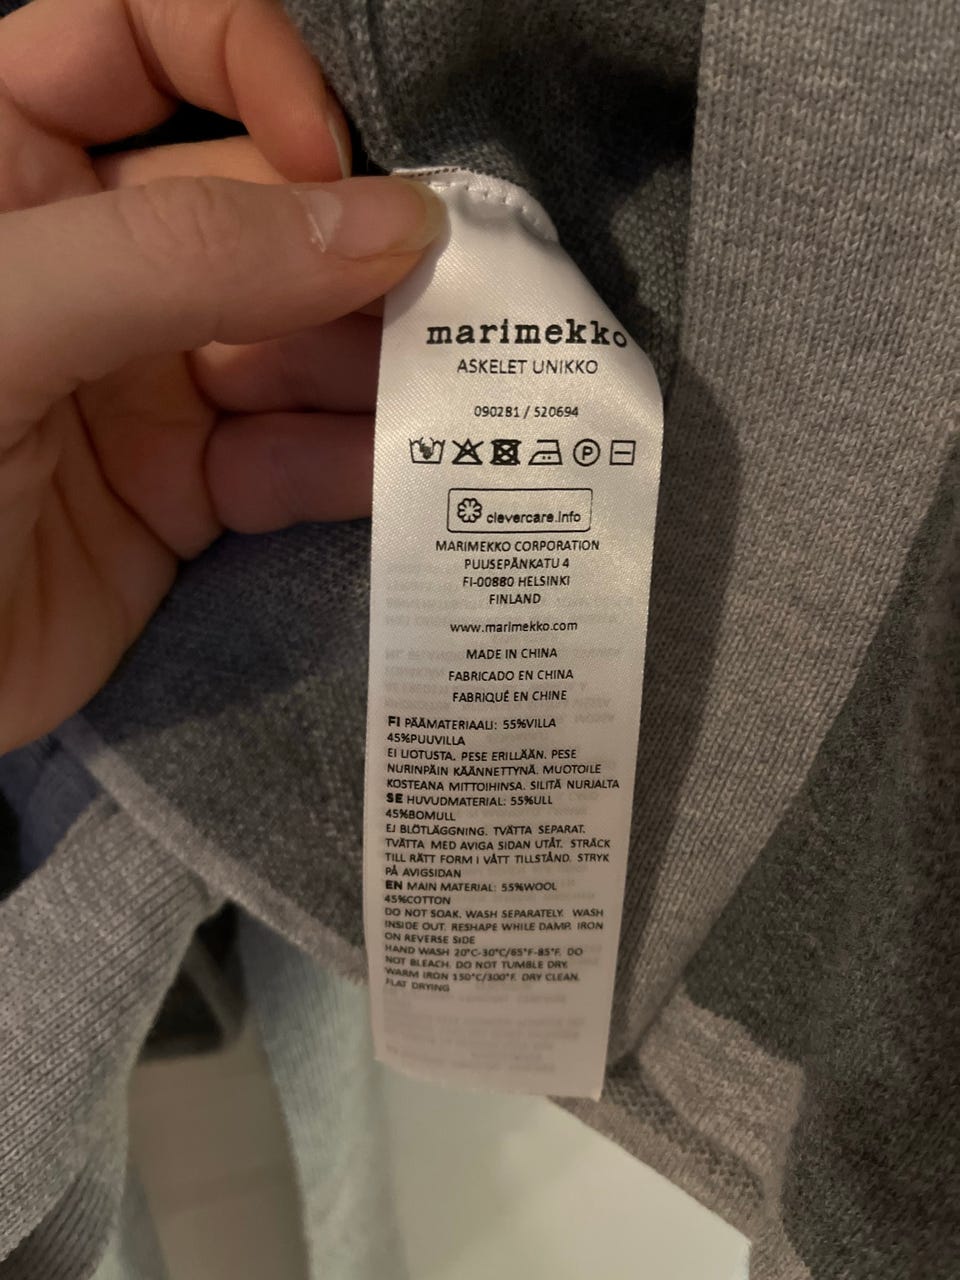 marimekko
ASKELET UNIKKO
090281 / 520694
P
clevercare.info
MARIMEKKO CORPORATION
PUUSEPÄNKATU 4
FI-00880 HELSINKI
FINLAND
www.marimekko.com
MADE IN CHINA
FABRICADO EN CHINA
FABRIQUÉ EN CHINE
FI PÄÄMATERIAALI: 55%VILLA
45%PUUVILLA
EI LIOTUSTA. PESE ERILLÄÄN. PESE
NURINPÄIN KÄÄNNETTYNÄ. MUOTOILE
KOSTEANA MITTOIHINSA. SILITÄ NURJALTA
SE HUVUDMATERIAL: 55%ULL
45%BOMULL
EJ BLÖTLÄGGNING. TVÄTTA SEPARAT.
TVÄTTA MED AVIGA SIDAN UTÅT. STRÄCK
TILL RÄTT FORM I VÅTT TILLSTÅND. STRYK
PÅ AVIGSIDAN
EN MAIN MATERIAL: 55%WOOL
45%COTTON
DO NOT SOAK. WASH SEPARATELY. WASH
INSIDE OUT. RESHAPE WHILE DAMP. IRON
ON REVERSE SIDE
HAND WASH 20°C-30°C/65°F-85°F. DO
NOT BLEACH. DO NOT TUMBLE DRY.
WARM IRON 150°C/300°F. DRY CLEAN.
FLAT DRYING